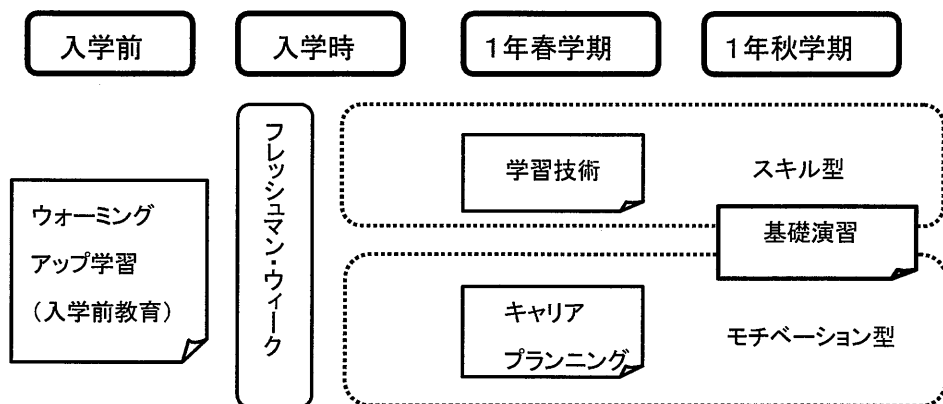 入学前
入学時
1年春学期
1年秋学期
ウォーミング
アップ学習
(入学前教育)
フレッシュマン・ウィーク
学習技術
スキル型
基礎演習
キャリア
プランニング
モチベーション型